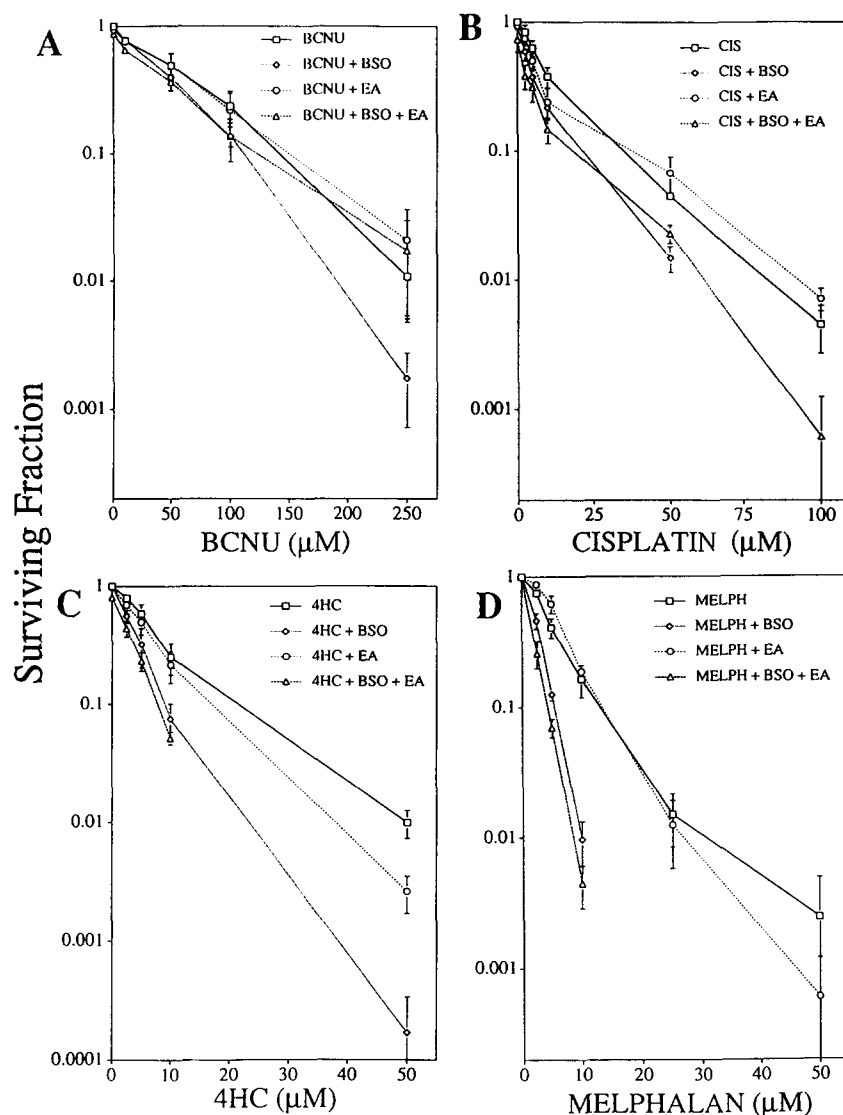 Surviving Fraction
A
BCNU
BCNU + BSO
BCNU + EA
BCNU + BSO + EA
1
0.1
0.01
0.001
0
50
100
150
200
250
BCNU (µM)
B
CIS
CIS + BSO
CIS + EA
CIS + BSO + EA
1
0.1
0.01
0.001
0
25
50
75
100
CISPLATIN (µM)
C
4HC
4HC + BSO
4HC + EA
4HC + BSO + EA
1
0.1
0.01
0.001
0.0001
0
10
20
30
40
50
4HC (µM)
D
MELPH
MELPH + BSO
MELPH + EA
MELPH + BSO + EA
1
0.1
0.01
0.001
0
10
20
30
40
50
MELPHALAN (µM)